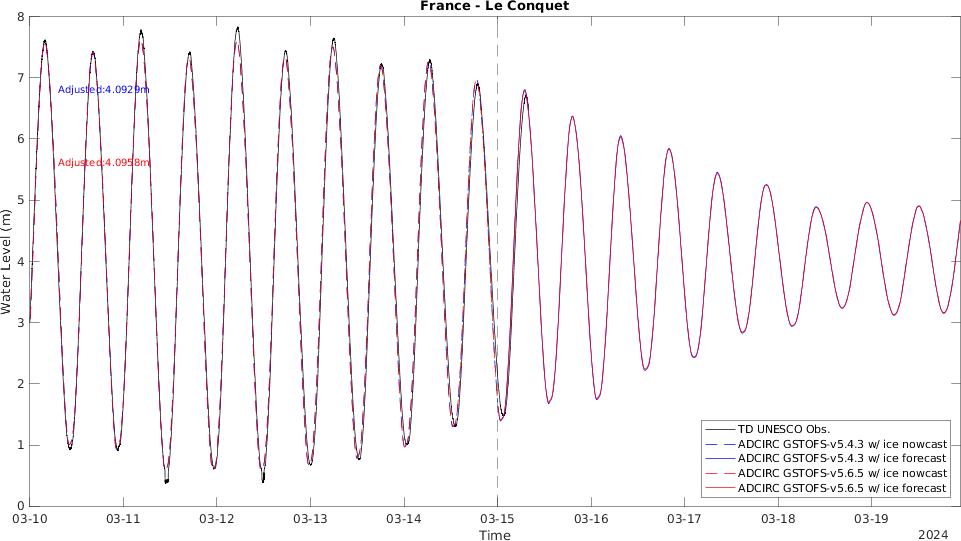 France - Le Conquet
8
7
6
5
4
3
2
1
0
Water Level (m)
Adjusted:4.0929m
Adjusted:4.0958m
03-10 03-11 03-12 03-13 03-14 03-15 03-16 03-17 03-18 03-19
Time
2024
TD UNESCO Obs.
ADCIRC GSTOFS-v5.4.3 w/ ice nowcast
ADCIRC GSTOFS-v5.4.3 w/ ice forecast
ADCIRC GSTOFS-v5.6.5 w/ ice nowcast
ADCIRC GSTOFS-v5.6.5 w/ ice forecast